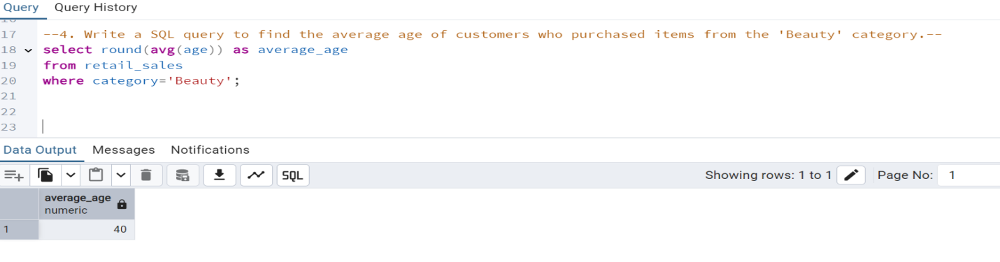 Query Query History
17 --4. Write a SQL query to find the average age of customers who purchased items from the 'Beauty' category.--
18 select round(avg(age)) as average_age
19 from retail_sales
20 where category='Beauty';
21
22
23
Data Output Messages Notifications
SQL Showing rows: 1 to 1 Page No: 1
average_age
numeric
1 40